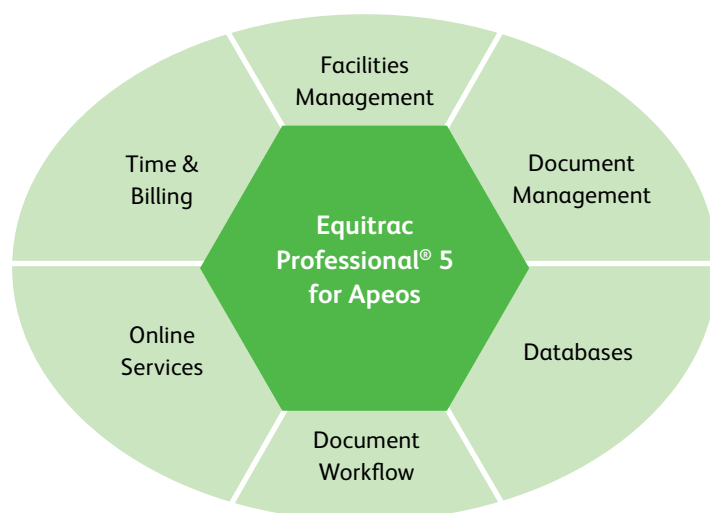 Facilities
Management
Time &
Billing
Document
Management
Equitrac
Professional® 5
for Apeos
Online
Services
Databases
Document
Workflow